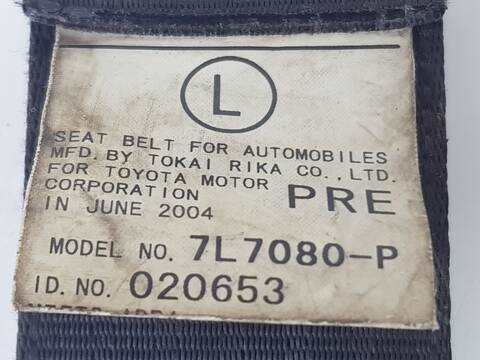 L
SEAT BELT FOR AUTOMOBILES
MFD. BY TOKAI RIKA CO., LTD.
FOR TOYOTA MOTOR
CORPORATION PRE
IN JUNE 2004
MODEL NO. 7L7080-P
I D. NO. 020653